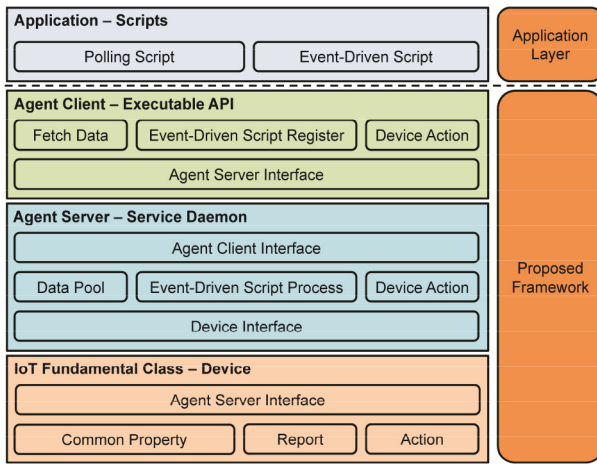 Application – Scripts
Polling Script
Event-Driven Script
Application
Layer
Agent Client – Executable API
Fetch Data
Event-Driven Script Register
Device Action
Agent Server Interface
Agent Server – Service Daemon
Agent Client Interface
Data Pool
Event-Driven Script Process
Device Action
Device Interface
IoT Fundamental Class – Device
Agent Server Interface
Common Property
Report
Action
Proposed
Framework